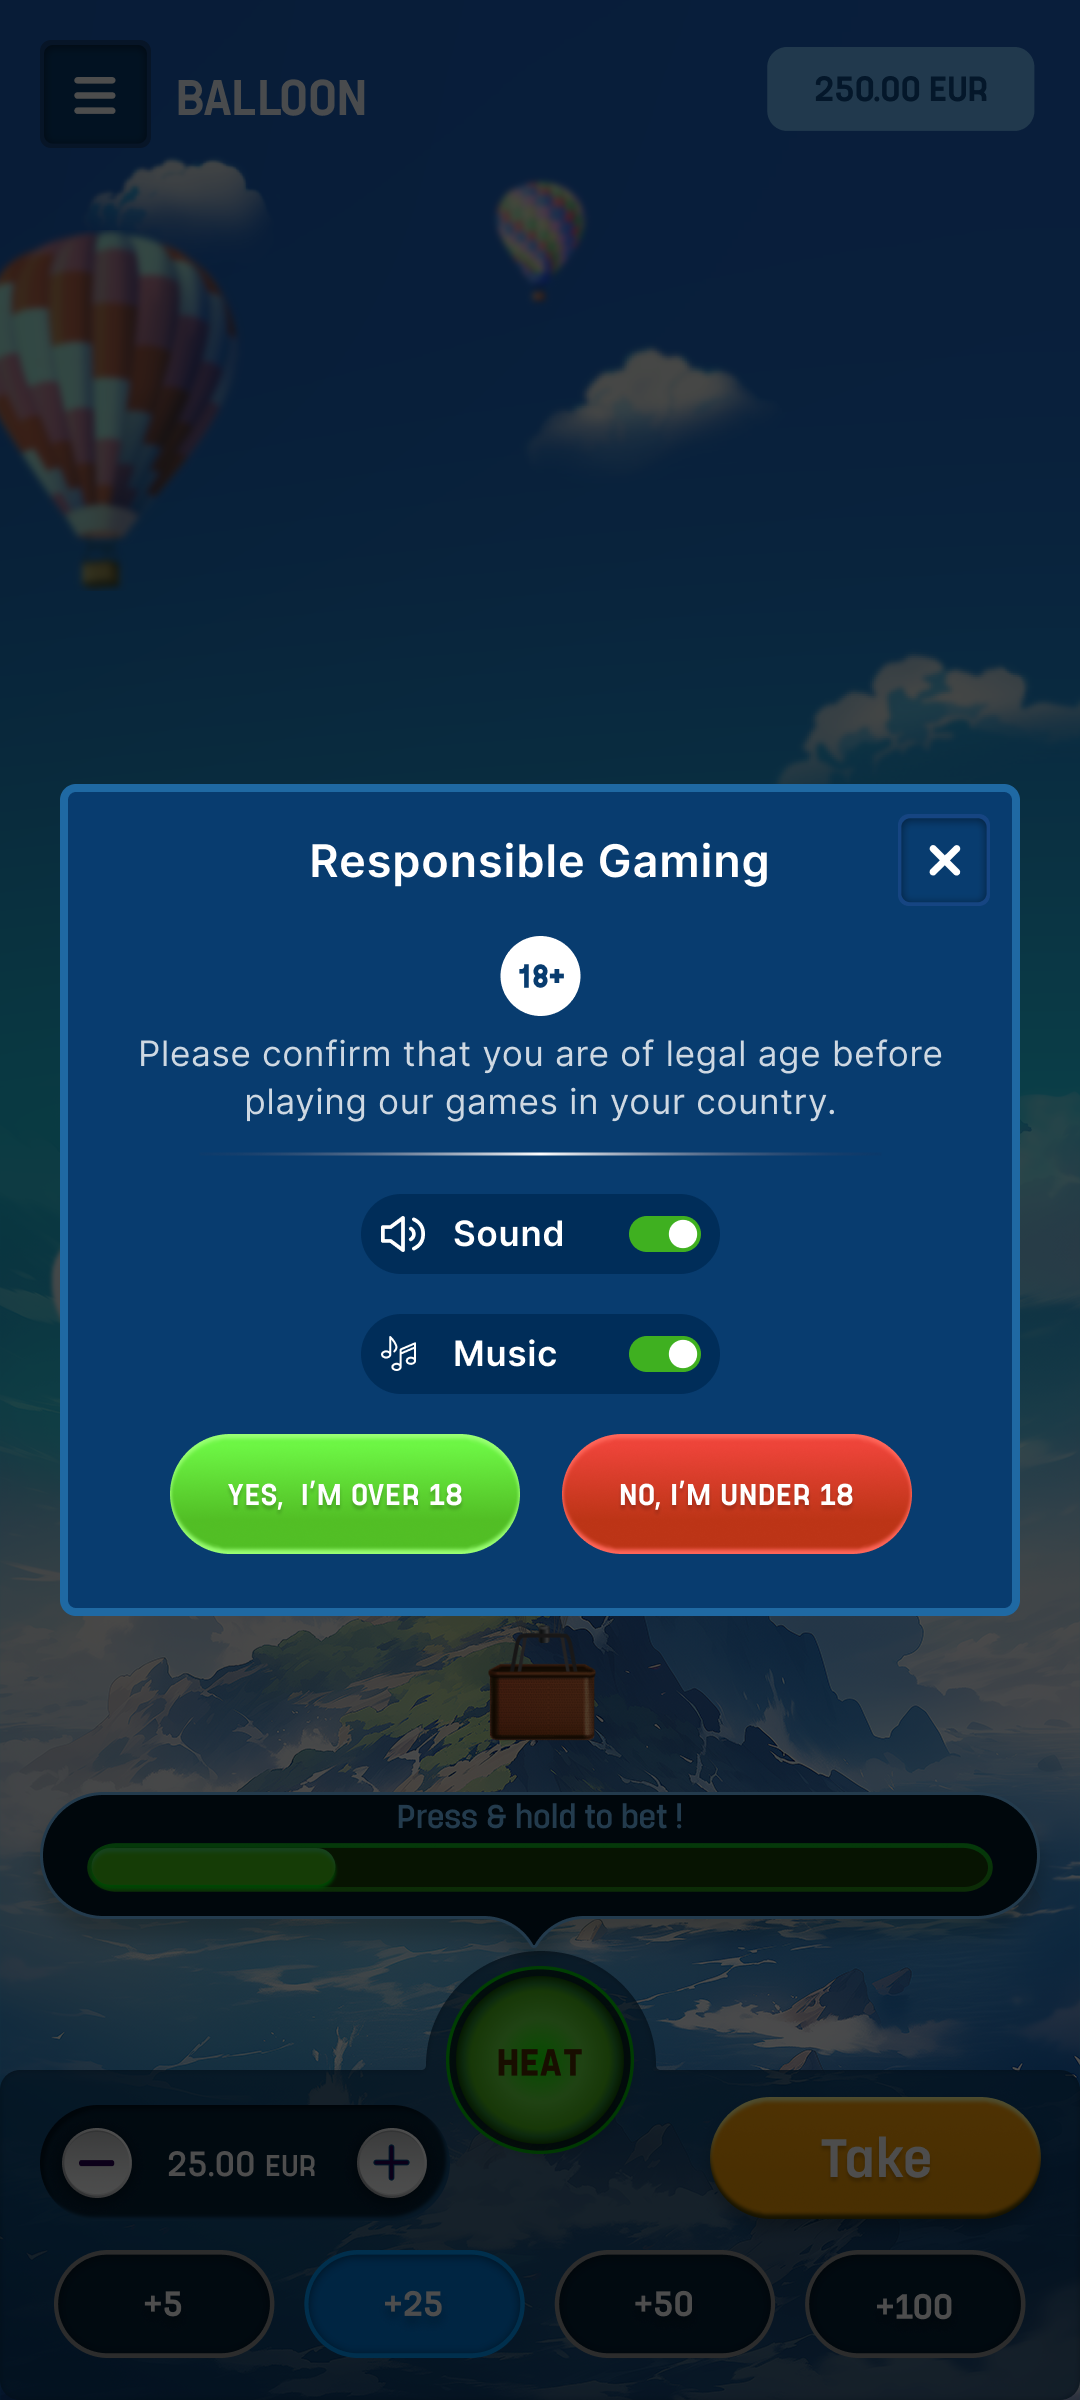 BALLOON
250.00 EUR
Responsible Gaming
18+
Please confirm that you are of legal age before
playing our games in your country.
Sound
Music
YES, I'M OVER 18
NO, I'M UNDER 18
Press & hold to bet !
HEAT
25.00 EUR
Take
+5
+25
+50
+100